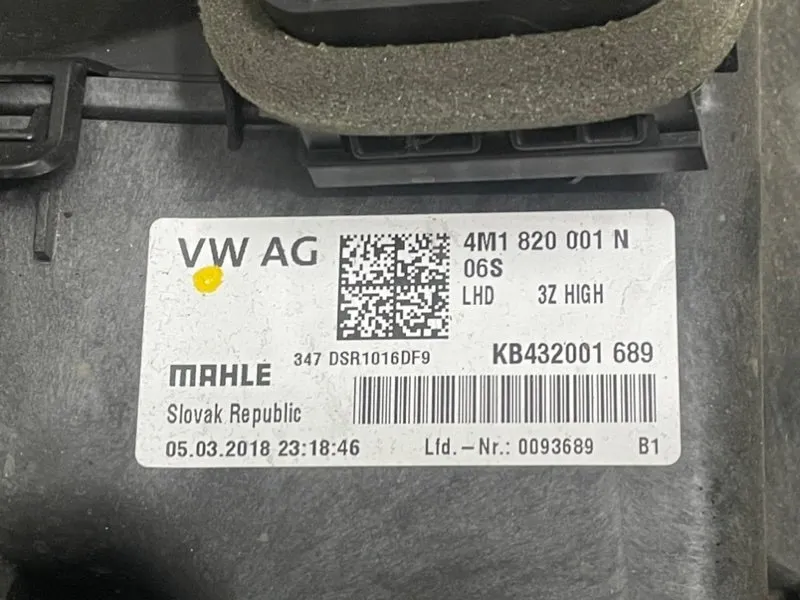 VW AG
4M1 820 001 N
06S
LHD 3Z HIGH
347 DSR1016DF9
KB432001 689
MAHLE
Slovak Republic
05.03.2018 23:18:46 Lfd.-Nr.: 0093689 B1